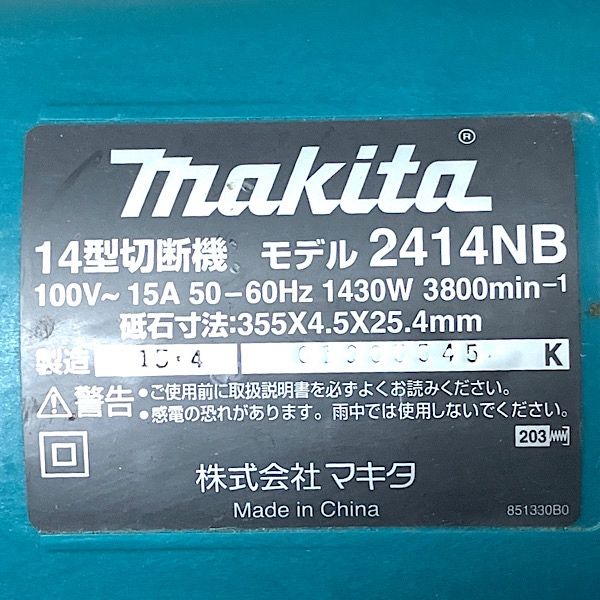 makita®
14型切断機 モデル 2414NB
100V~ 15A 50-60Hz 1430W 3800min-1
砥石寸法:355X4.5X25.4mm
製造 15·4 K
⚠警告 •ご使用前に取扱説明書を必ずよくお読みください。
•感電の恐れがあります。雨中では使用しないでください。
203
株式会社 マキタ
Made in China
851330B0